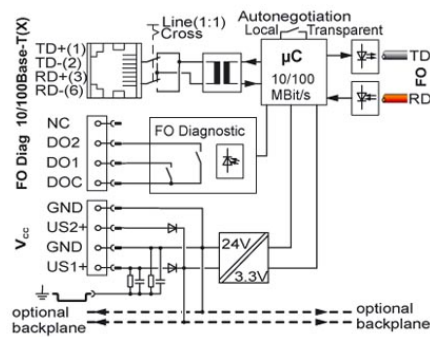 Autonegotiation
Local Transparent
Line(1:1)
Cross
10/100Base-T(X)
TD+(1)
TD-(2)
RD+(3)
RD-(6)
µC
10/100
MBit/s
TD
FO
RD
FO Diag
NC
DO2
DO1
DOC
FO Diagnostic
Vcc
GND
US2+
GND
US1+
24V
3.3V
optional
backplane
optional
backplane